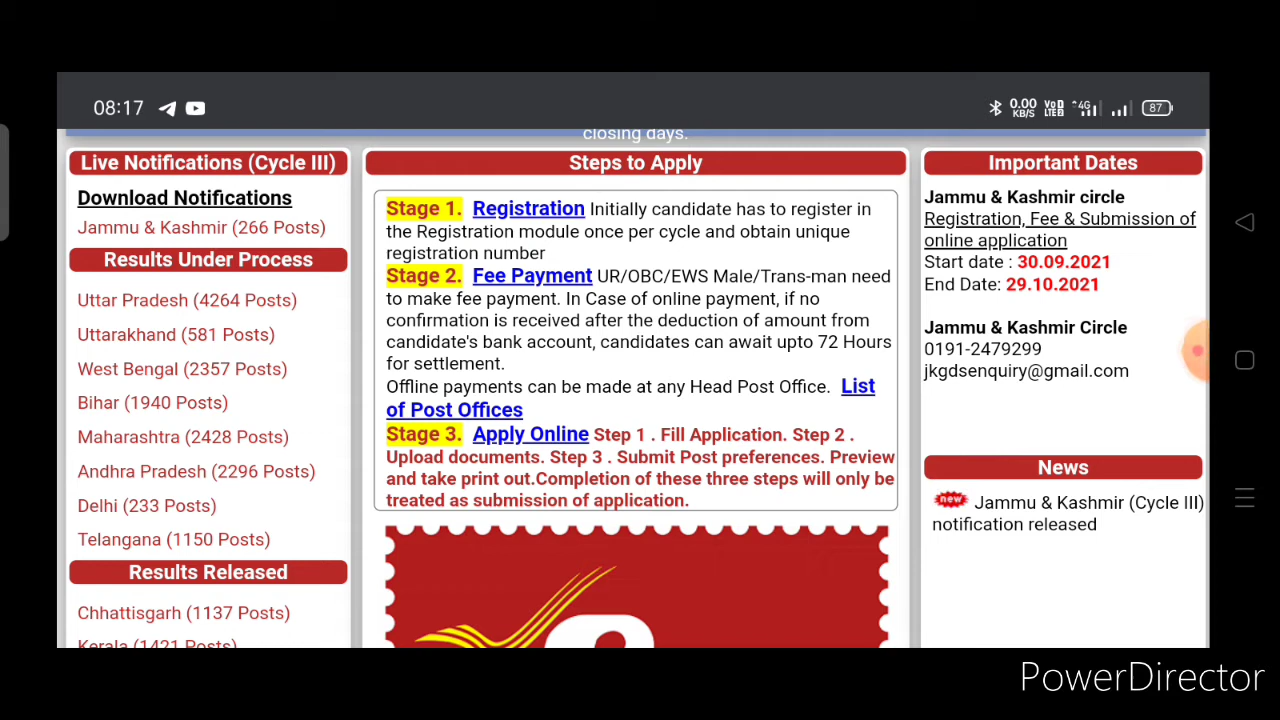 08:17
0.00 KB/S
VoD LTE2
4G
87
closing days.
Live Notifications (Cycle III)
Download Notifications
Jammu & Kashmir (266 Posts)
Results Under Process
Uttar Pradesh (4264 Posts)
Uttarakhand (581 Posts)
West Bengal (2357 Posts)
Bihar (1940 Posts)
Maharashtra (2428 Posts)
Andhra Pradesh (2296 Posts)
Delhi (233 Posts)
Telangana (1150 Posts)
Results Released
Chhattisgarh (1137 Posts)
Kerala (1421 Posts)
Steps to Apply
Stage 1. Registration Initially candidate has to register in
the Registration module once per cycle and obtain unique
registration number
Stage 2. Fee Payment UR/OBC/EWS Male/Trans-man need
to make fee payment. In Case of online payment, if no
confirmation is received after the deduction of amount from
candidate's bank account, candidates can await upto 72 Hours
for settlement.
Offline payments can be made at any Head Post Office. List
of Post Offices
Stage 3. Apply Online Step 1 . Fill Application. Step 2 .
Upload documents. Step 3 . Submit Post preferences. Preview
and take print out.Completion of these three steps will only be
treated as submission of application.
Important Dates
Jammu & Kashmir circle
Registration, Fee & Submission of
online application
Start date : 30.09.2021
End Date: 29.10.2021
Jammu & Kashmir Circle
0191-2479299
jkgdsenquiry@gmail.com
News
new Jammu & Kashmir (Cycle III)
notification released
PowerDirector